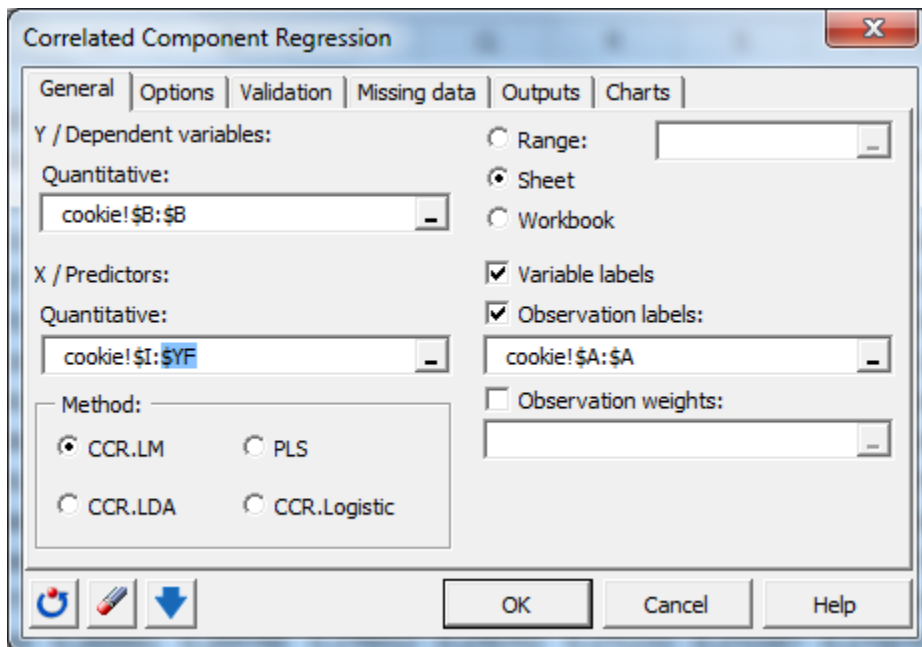 Correlated Component Regression
General Options Validation Missing data Outputs Charts
Y / Dependent variables:
Quantitative:
cookie!$B:$B
X / Predictors:
Quantitative:
cookie!$I:$YF
Method:
CCR.LM PLS
CCR.LDA CCR.Logistic
Range:
Sheet
Workbook
Variable labels
Observation labels:
cookie!$A:$A
Observation weights:
OK Cancel Help